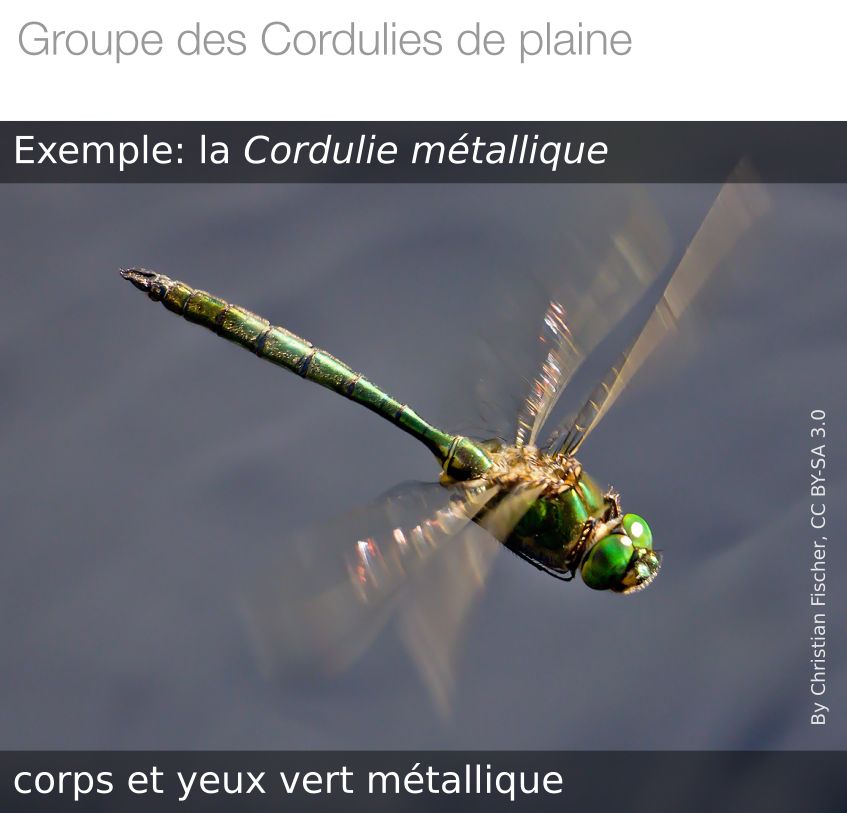 Groupe des Cordulies de plaine
Exemple: la Cordulie métallique
By Christian Fischer, CC BY-SA 3.0
corps et yeux vert métallique